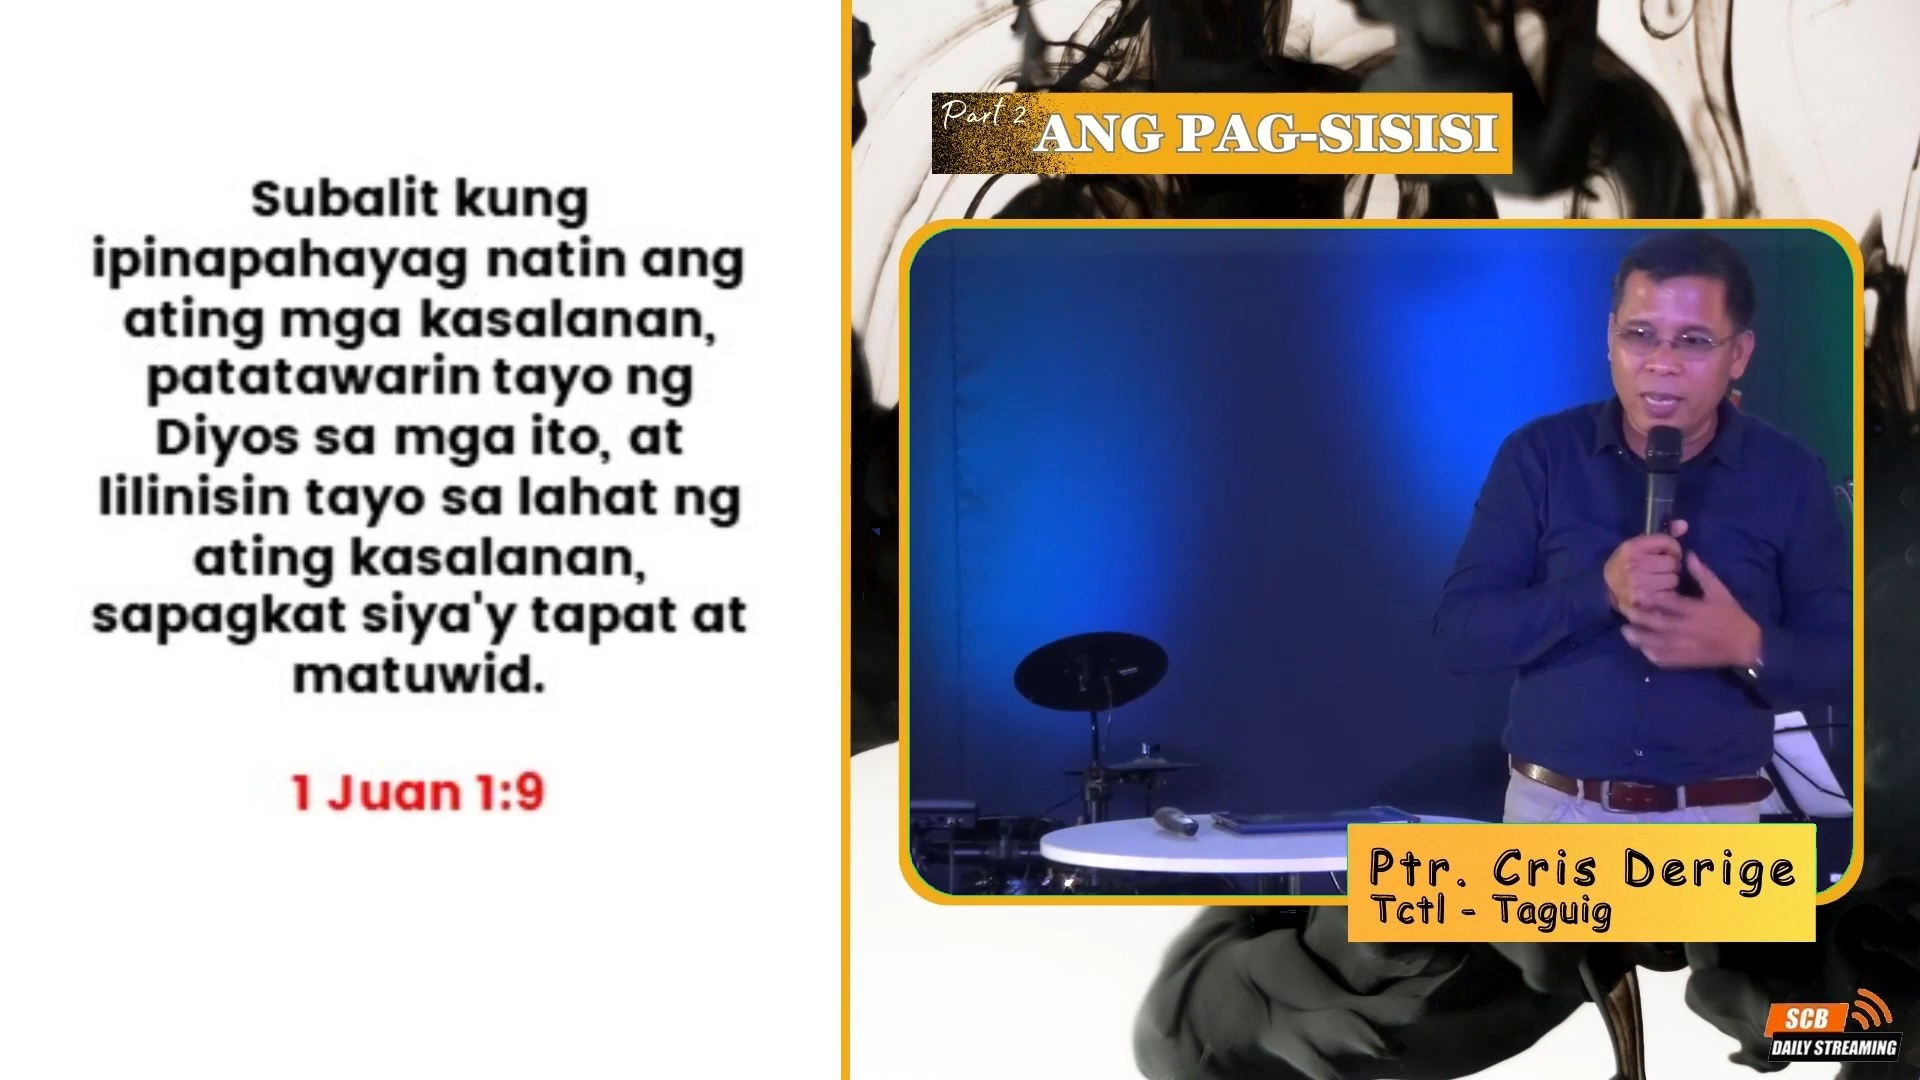 Subalit kung
ipinapahayag natin ang
ating mga kasalanan,
patatawarin tayo ng
Diyos sa mga ito, at
lilinisin tayo sa lahat ng
ating kasalanan,
sapagkat siya'y tapat at
matuwid.
1 Juan 1:9
Part 2 ANG PAG-SISISI
Ptr. Cris Derige
Tctl - Taguig
SCB
DAILY STREAMING